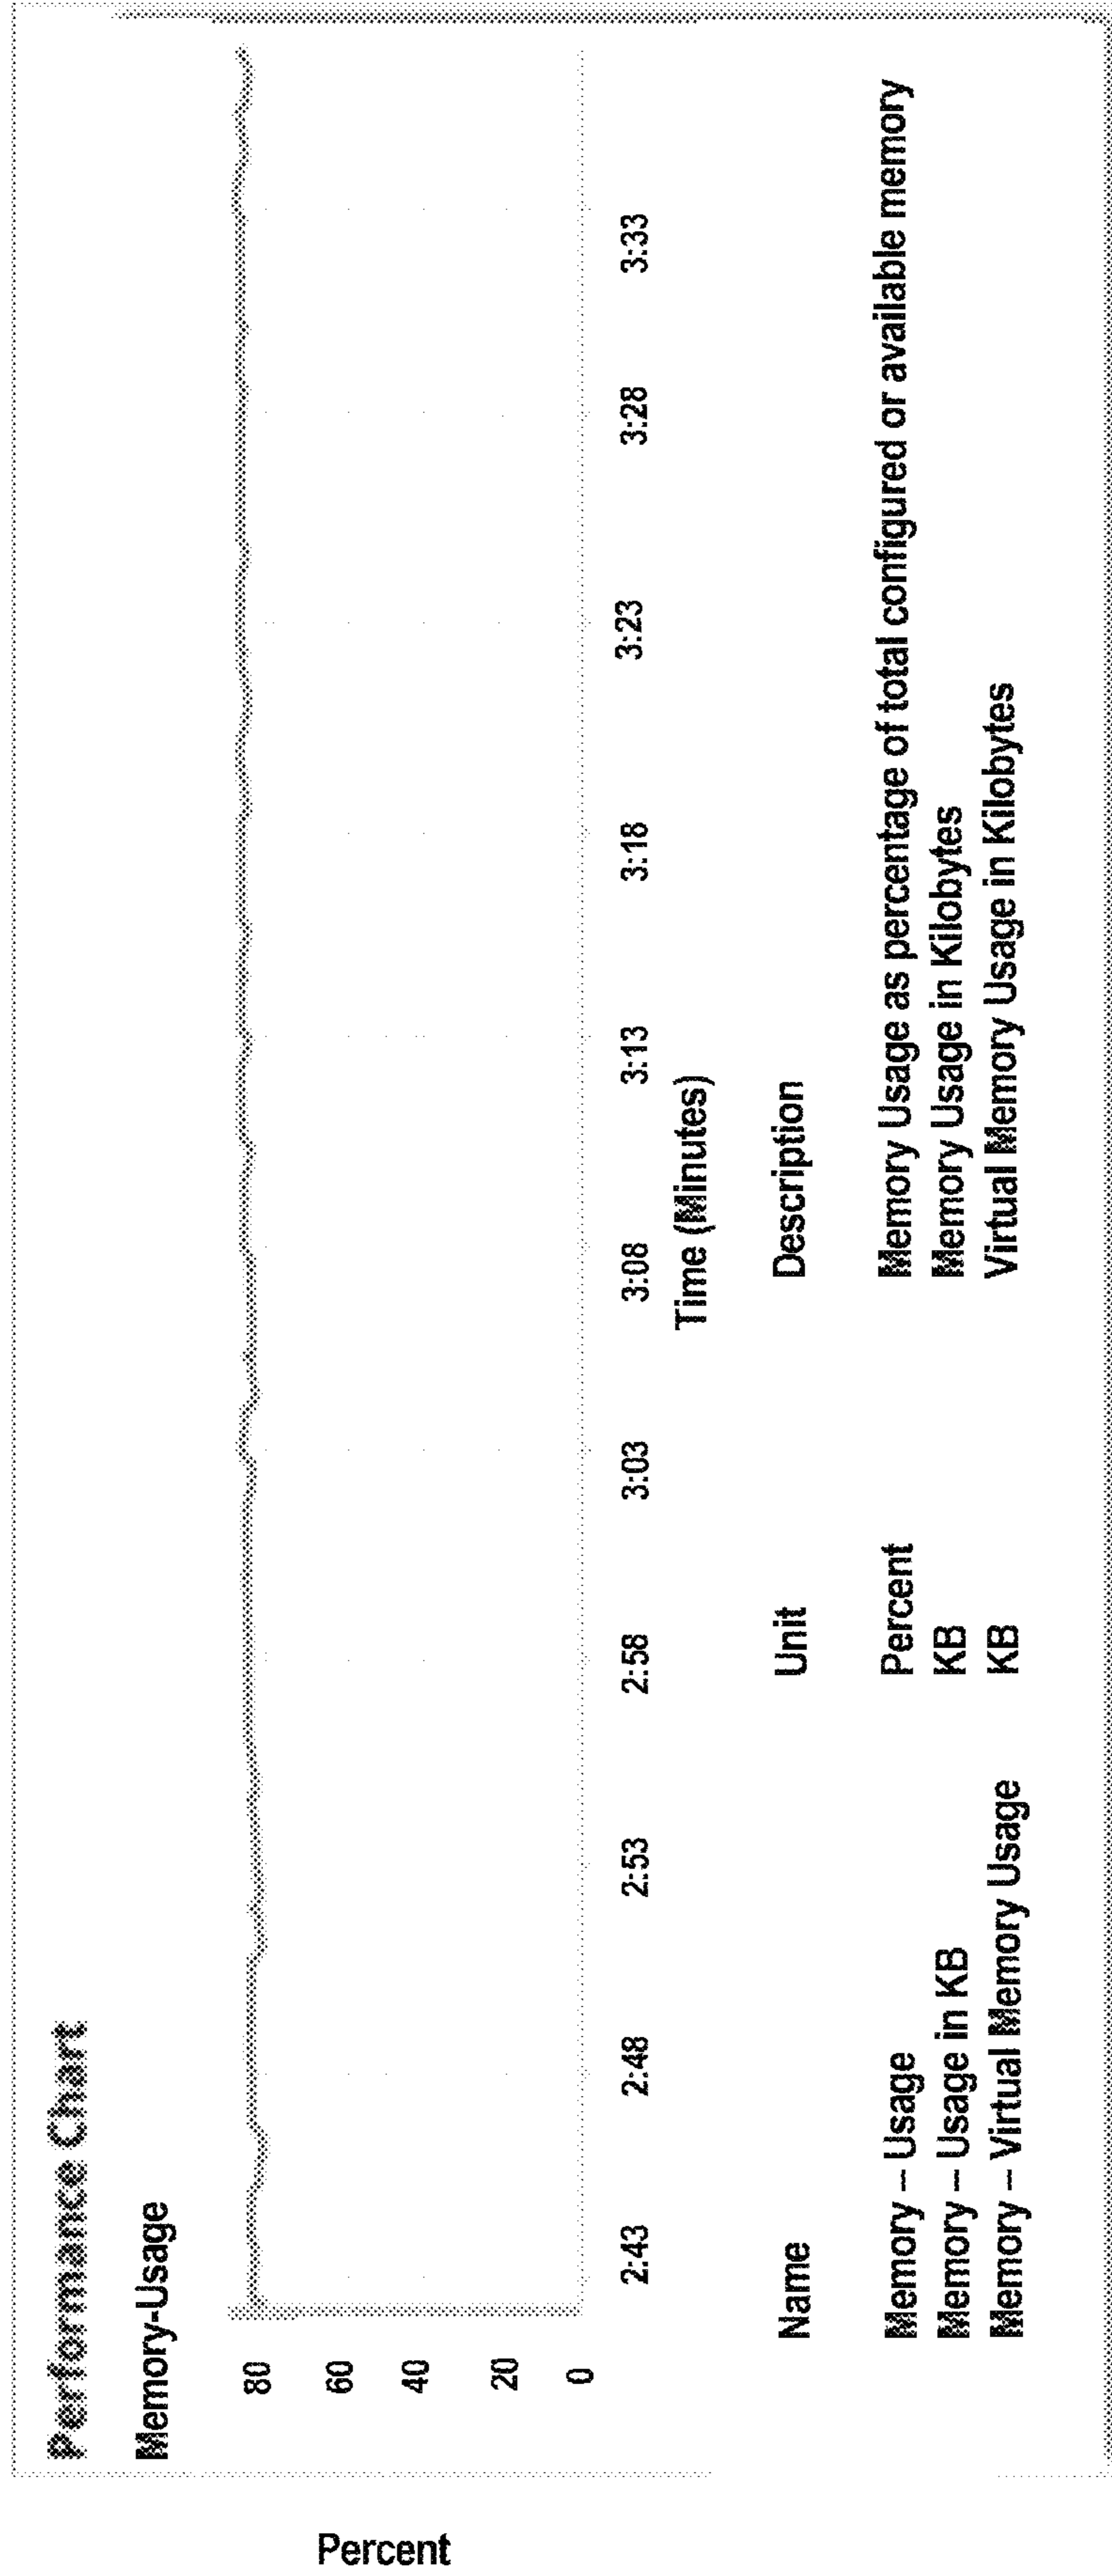 Performance Chart
Memory-Usage
Percent
80
60
40
20
0
2:43 2:48 2:53 2:58 3:03 3:08 3:13 3:18 3:23 3:28 3:33
Time (Minutes)
Name Unit Description
Memory – Usage Percent Memory Usage as percentage of total configured or available memory
Memory – Usage in KB KB Memory Usage in Kilobytes
Memory – Virtual Memory Usage KB Virtual Memory Usage in Kilobytes